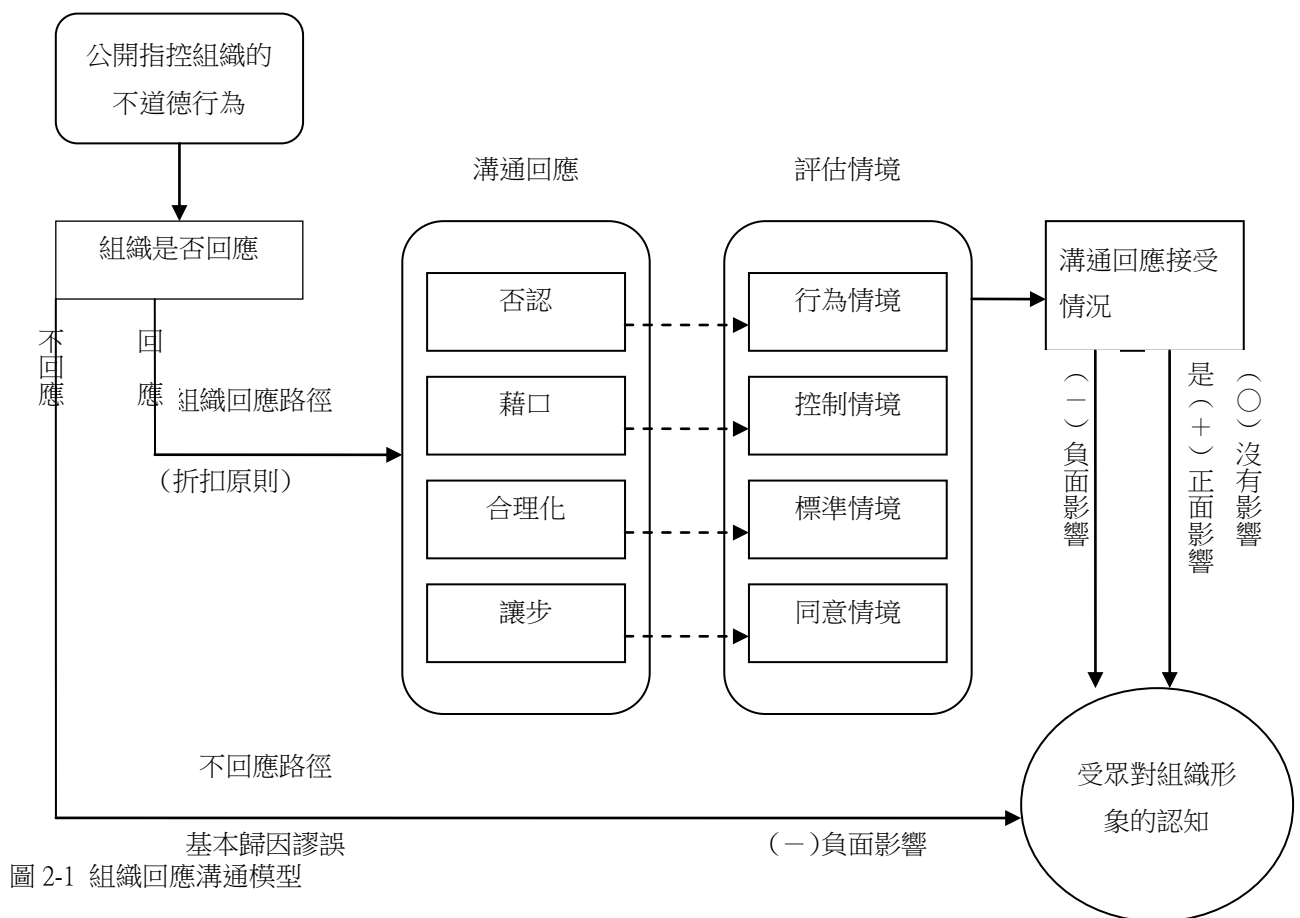 公開指控組織的
不道德行為
溝通回應
評估情境
組織是否回應
溝通回應接受
情況
否認
行為情境
不回應
回應
組織回應路徑
(折扣原則)
藉口
控制情境
合理化
標準情境
讓步
同意情境
(－)負面影響
是(＋)正面影響
(○)沒有影響
不回應路徑
基本歸因謬誤
(－)負面影響
受眾對組織形
象的認知
圖 2-1 組織回應溝通模型